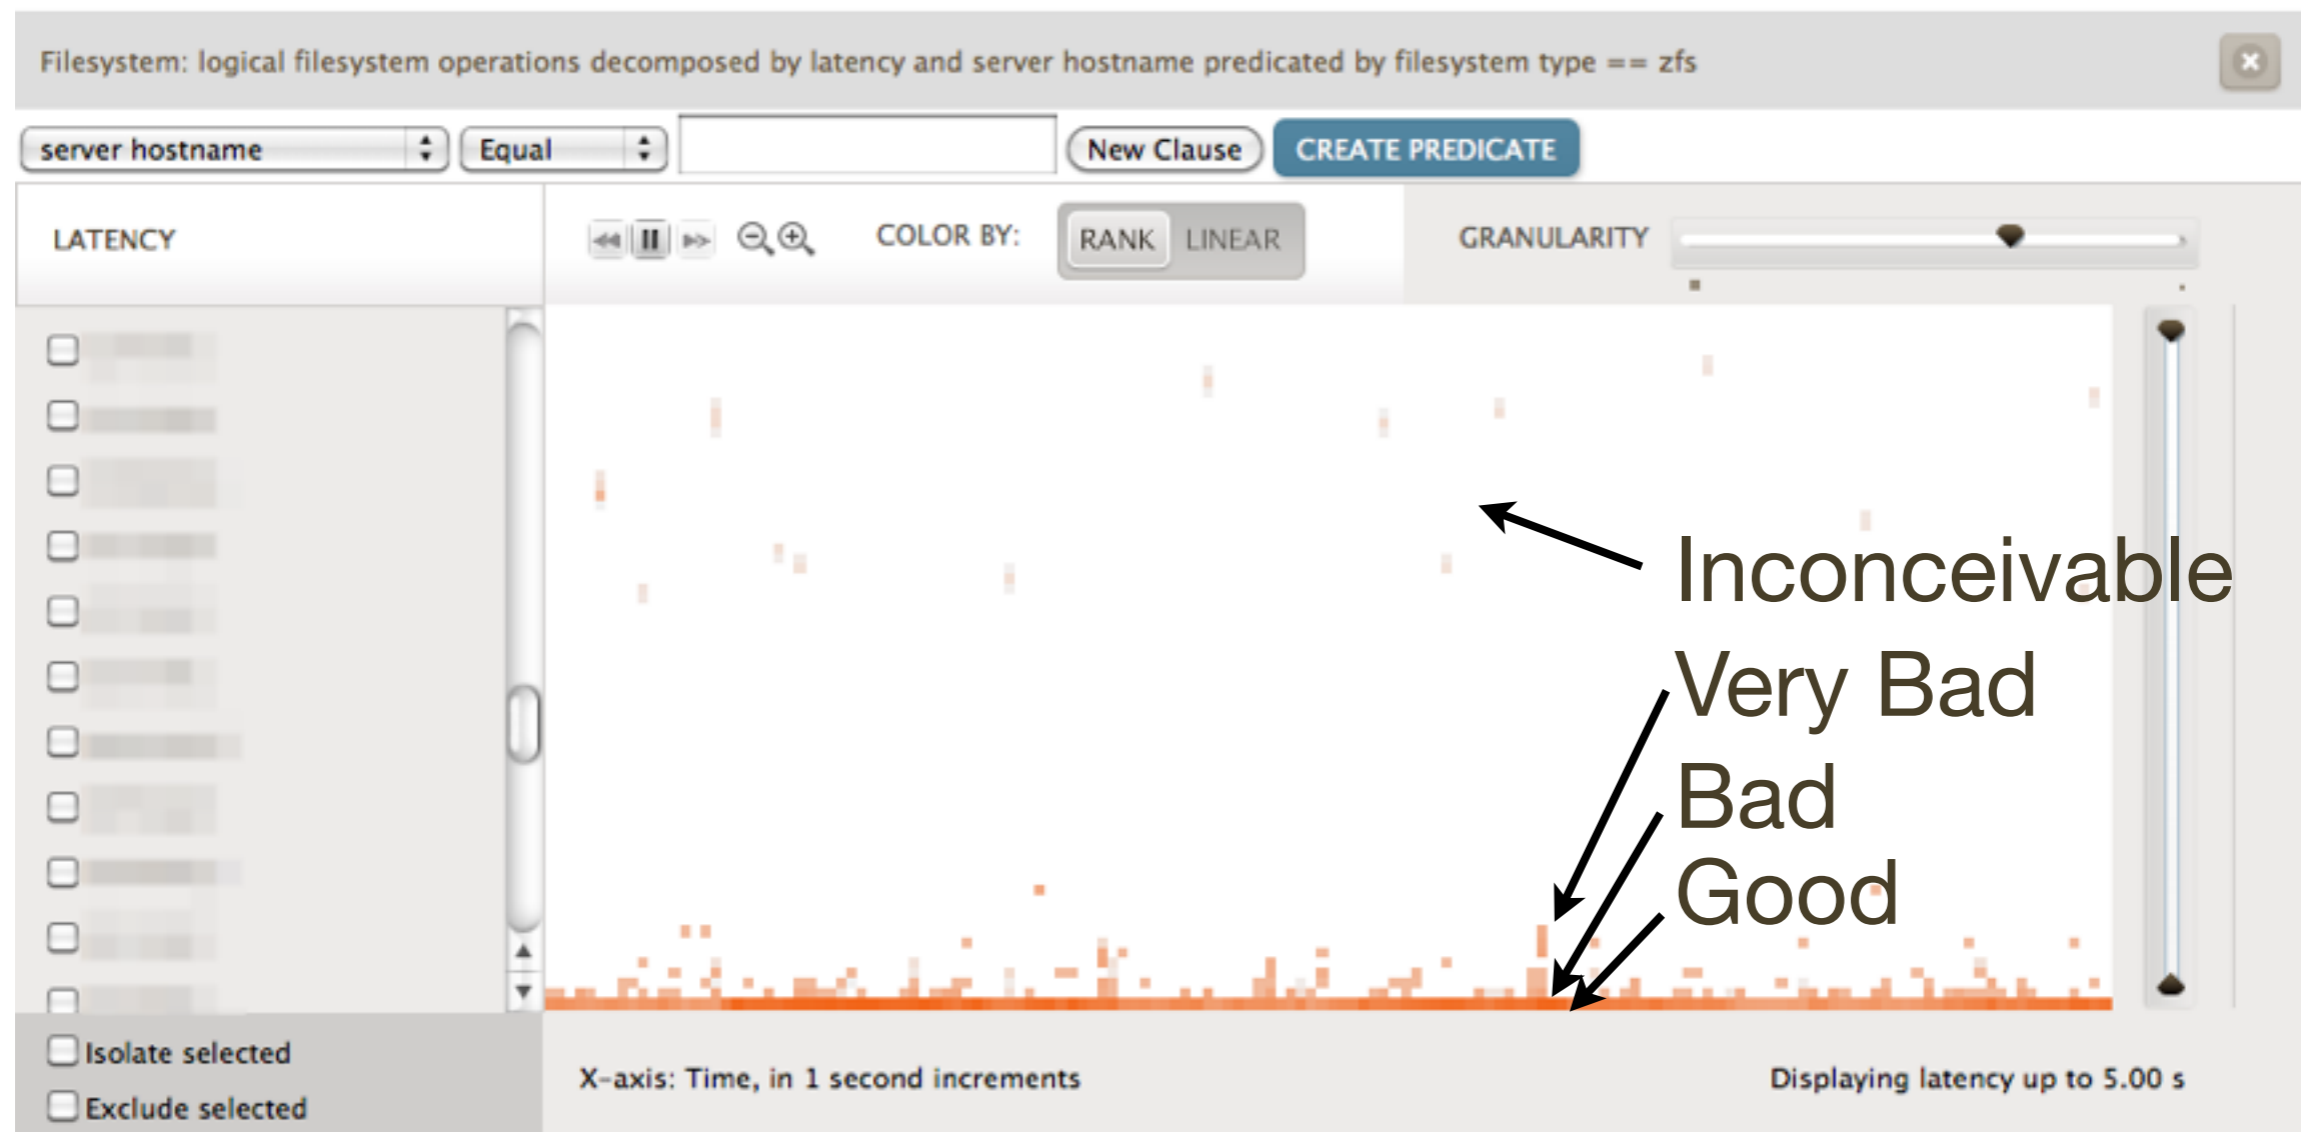 Filesystem: logical filesystem operations decomposed by latency and server hostname predicated by filesystem type == zfs
server hostname Equal New Clause CREATE PREDICATE
LATENCY COLOR BY: RANK LINEAR GRANULARITY
Inconceivable
Very Bad
Bad
Good
Isolate selected
Exclude selected
X-axis: Time, in 1 second increments
Displaying latency up to 5.00 s